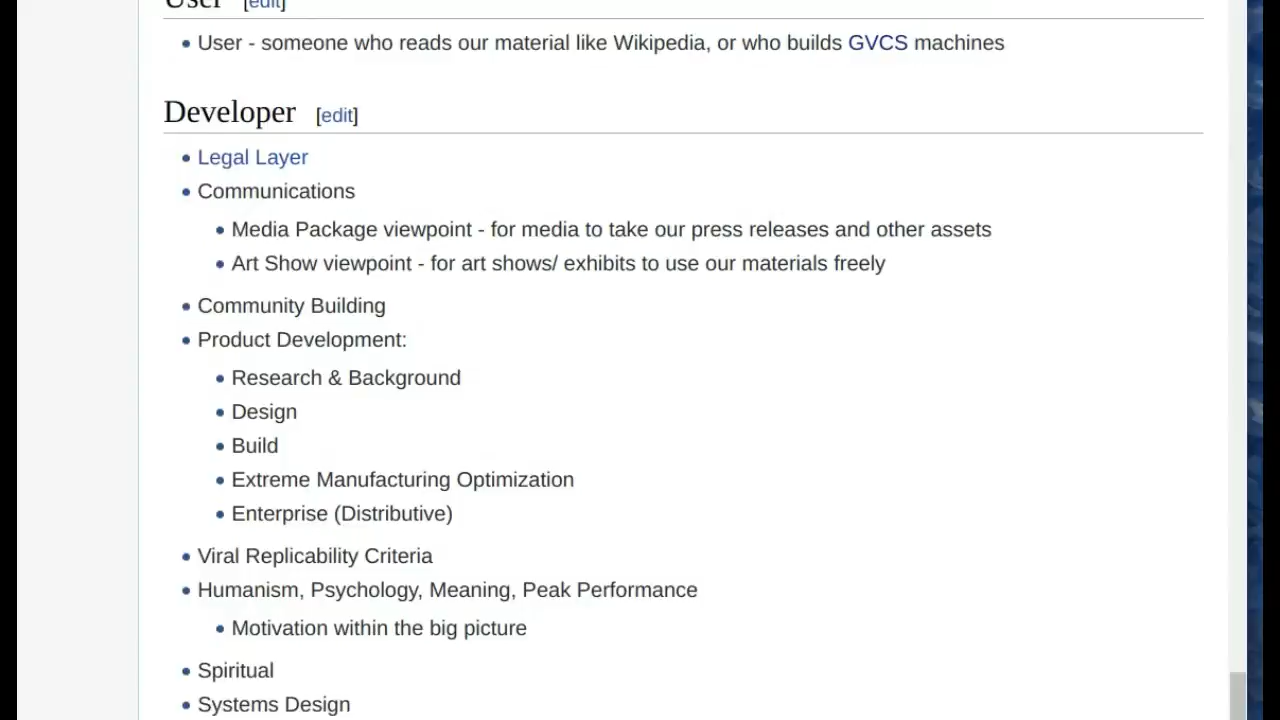 User [edit]
User - someone who reads our material like Wikipedia, or who builds GVCS machines
Developer [edit]
Legal Layer
Communications
Media Package viewpoint - for media to take our press releases and other assets
Art Show viewpoint - for art shows/ exhibits to use our materials freely
Community Building
Product Development:
Research & Background
Design
Build
Extreme Manufacturing Optimization
Enterprise (Distributive)
Viral Replicability Criteria
Humanism, Psychology, Meaning, Peak Performance
Motivation within the big picture
Spiritual
Systems Design